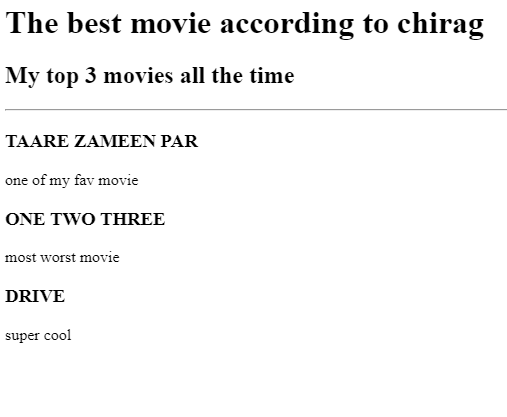 The best movie according to chirag
My top 3 movies all the time
TAARE ZAMEEN PAR
one of my fav movie
ONE TWO THREE
most worst movie
DRIVE
super cool